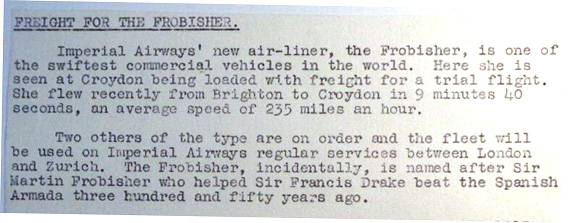 FREIGHT FOR THE FROBISHER.
Imperial Airways' new air-liner, the Frobisher, is one of
the swiftest commercial vehicles in the world. Here she is
seen at Croydon being loaded with freight for a trial flight.
She flew recently from Brighton to Croydon in 9 minutes 40
seconds, an average speed of 235 miles an hour.
Two others of the type are on order and the fleet will
be used on Imperial Airways regular services between London
and Zurich. The Frobisher, incidentally, is named after Sir
Martin Frobisher who helped Sir Francis Drake beat the Spanish
Armada three hundred and fifty years ago.